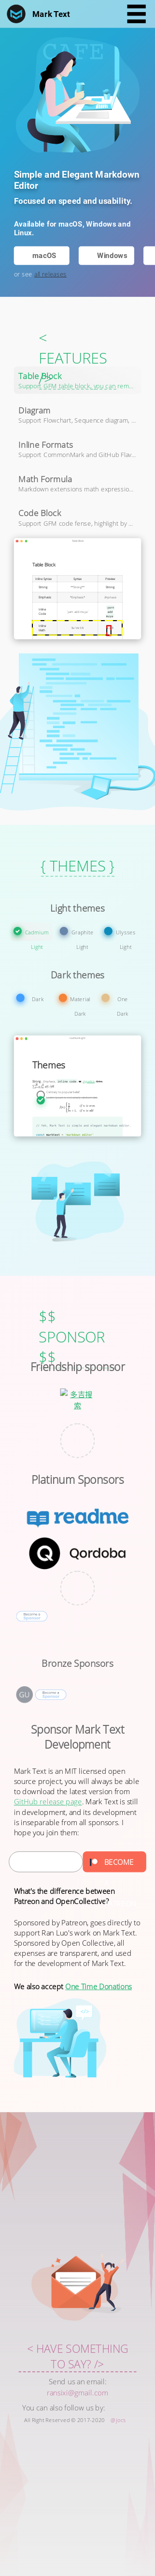 Mark Text
CAFE
Simple and Elegant Markdown
Editor
Focused on speed and usability.
Available for macOS, Windows and
Linux.
macOS
Windows
or see all releases.
<
FEATURES
/>
Table Block
Support GFM table block, you can rem...
Diagram
Support Flowchart, Sequence diagram, ...
Inline Formats
Support CommonMark and GitHub Flav...
Math Formula
Markdown extensions math expressio...
Code Block
Support GFM code fense, highlight by ...
Table Block
{ THEMES }
Light themes
Cadmium
Light
Graphite
Light
Ulysses
Light
Dark themes
Dark
Material
Dark
One
Dark
Themes
$$
SPONSOR
$$
Friendship sponsor
多吉搜
索
Platinum Sponsors
readme
Qordoba
Become a
Sponsor
Bronze Sponsors
GU
Become a
Sponsor
Sponsor Mark Text
Development
Mark Text is an MIT licensed open
source project, you will always be able
to download the latest version from
GitHub release page. Mark Text is still
in development, and its development
is inseparable from all sponsors. I
hope you join them:
BECOME
What's the difference between
Patreon and OpenCollective?
Sponsored by Patreon, goes directly to
support Ran Luo's work on Mark Text.
Sponsored by Open Collective, all
expenses are transparent, and used
for the development of Mark Text.
We also accept One Time Donations
< HAVE SOMETHING
TO SAY? />
Send us an email:
ransixi@gmail.com
You can also follow us by:
All Right Reserved © 2017-2020 @Jocs